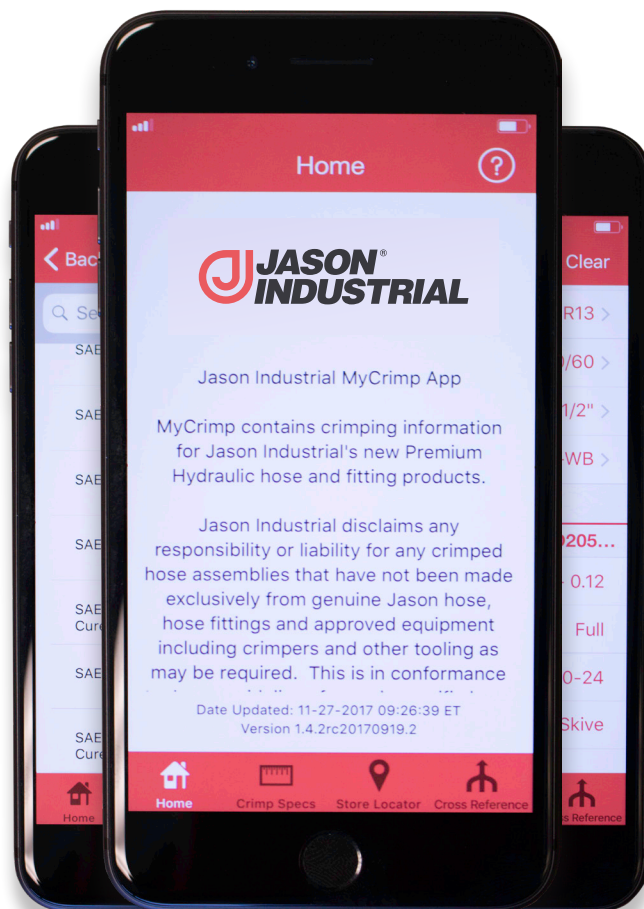 Home
?
JASON®
INDUSTRIAL
Jason Industrial MyCrimp App
MyCrimp contains crimping information
for Jason Industrial's new Premium
Hydraulic hose and fitting products.
Jason Industrial disclaims any
responsibility or liability for any crimped
hose assemblies that have not been made
exclusively from genuine Jason hose,
hose fittings and approved equipment
including crimpers and other tooling as
may be required. This is in conformance
Date Updated: 11-27-2017 09:26:39 ET
Version 1.4.2rc20170919.2
Home
Crimp Specs
Store Locator
Cross Reference
SAE
SAE
SAE
SAE
SAE
SAE
SAE
Home
Clear
R13 >
/60 >
1/2" >
-WB >
0.12
Full
0-24
Skive
Reference